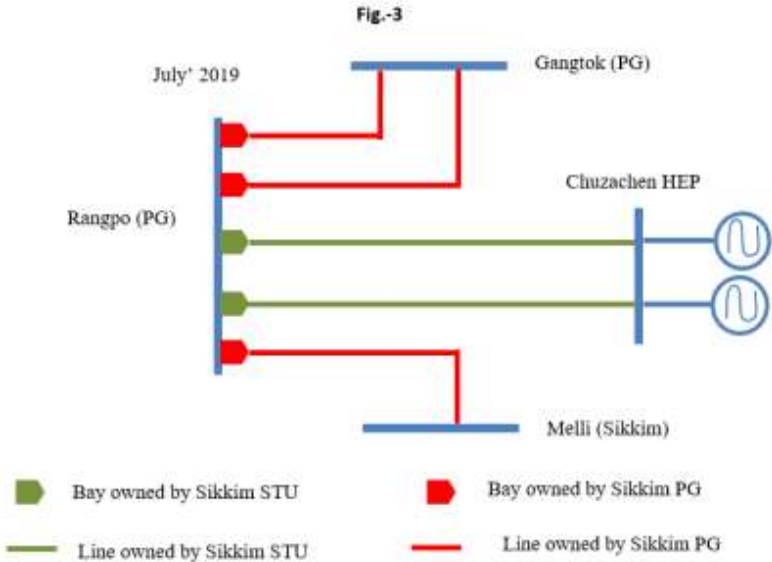 Fig.-3
July' 2019
Gangtok (PG)
Chuzachen HEP
Rangpo (PG)
Melli (Sikkim)
Bay owned by Sikkim STU
Bay owned by Sikkim PG
Line owned by Sikkim STU
Line owned by Sikkim PG